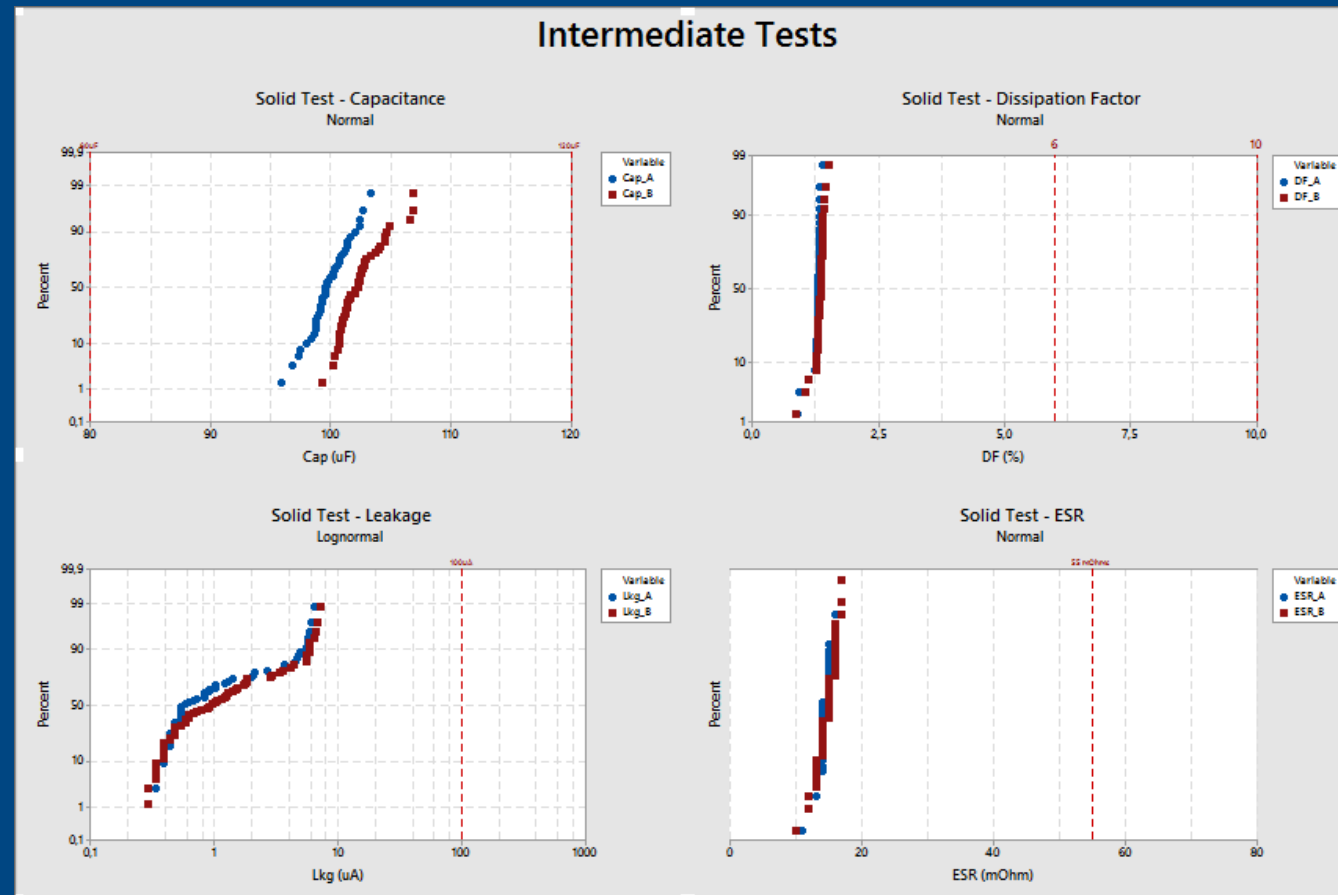 Intermediate Tests
Solid Test - Capacitance
Normal
80uF
120uF
99,9
99
90
50
10
1
0,1
Percent
80
90
100
110
120
Cap (uF)
Variable
Cap_A
Cap_B
Solid Test - Dissipation Factor
Normal
6
10
99
90
50
10
1
Percent
0,0
2,5
5,0
7,5
10,0
DF (%)
Variable
DF_A
DF_B
Solid Test - Leakage
Lognormal
100uA
99,9
99
90
50
10
1
0,1
Percent
0,1
1
10
100
1000
Lkg (uA)
Variable
Lkg_A
Lkg_B
Solid Test - ESR
Normal
55 mOhms
Percent
0
20
40
60
80
ESR (mOhm)
Variable
ESR_A
ESR_B